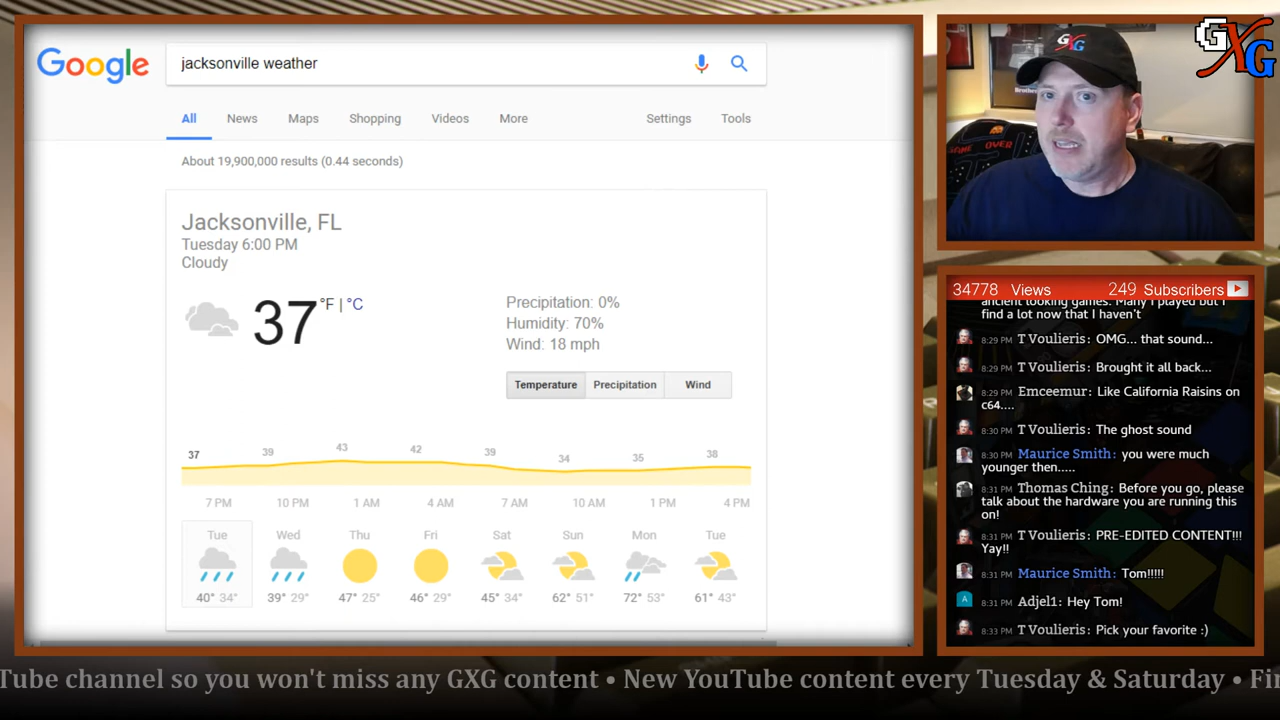 Google
jacksonville weather
All News Maps Shopping Videos More Settings Tools
About 19,900,000 results (0.44 seconds)
Jacksonville, FL
Tuesday 6:00 PM
Cloudy
37 °F | °C
Precipitation: 0%
Humidity: 70%
Wind: 18 mph
Temperature Precipitation Wind
37 39 43 42 39 34 35 38
7 PM 10 PM 1 AM 4 AM 7 AM 10 AM 1 PM 4 PM
Tue Wed Thu Fri Sat Sun Mon Tue
40° 34° 39° 29° 47° 25° 46° 29° 45° 34° 62° 51° 72° 53° 61° 43°
GXG
GXG
GAME OVER
Brother
34778 Views 249 Subscribers
ancient looking games. Many I played but I
find a lot now that I haven't
8:29 PM T Voulieris: OMG... that sound...
8:29 PM T Voulieris: Brought it all back...
8:29 PM Emceemur: Like California Raisins on
c64....
8:30 PM T Voulieris: The ghost sound
8:30 PM Maurice Smith: you were much
younger then.....
8:31 PM Thomas Ching: Before you go, please
talk about the hardware you are running this
on!
8:31 PM T Voulieris: PRE-EDITED CONTENT!!!
Yay!!
8:31 PM Maurice Smith: Tom!!!!!
A 8:31 PM Adjel1: Hey Tom!
8:33 PM T Voulieris: Pick your favorite :)
Tube channel so you won't miss any GXG content • New YouTube content every Tuesday & Saturday • Fi